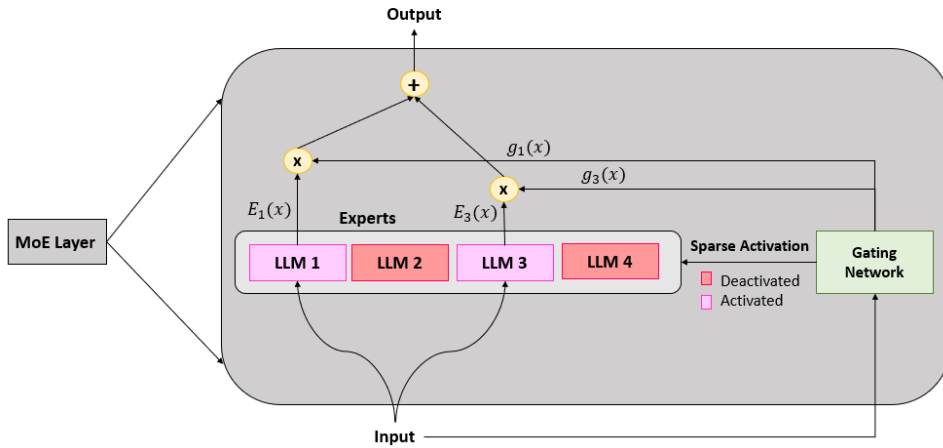 Output
+
x
g₁(x)
x
g₃(x)
E₁(x)
Experts
E₃(x)
MoE Layer
LLM 1
LLM 2
LLM 3
LLM 4
Sparse Activation
Deactivated
Activated
Gating
Network
Input